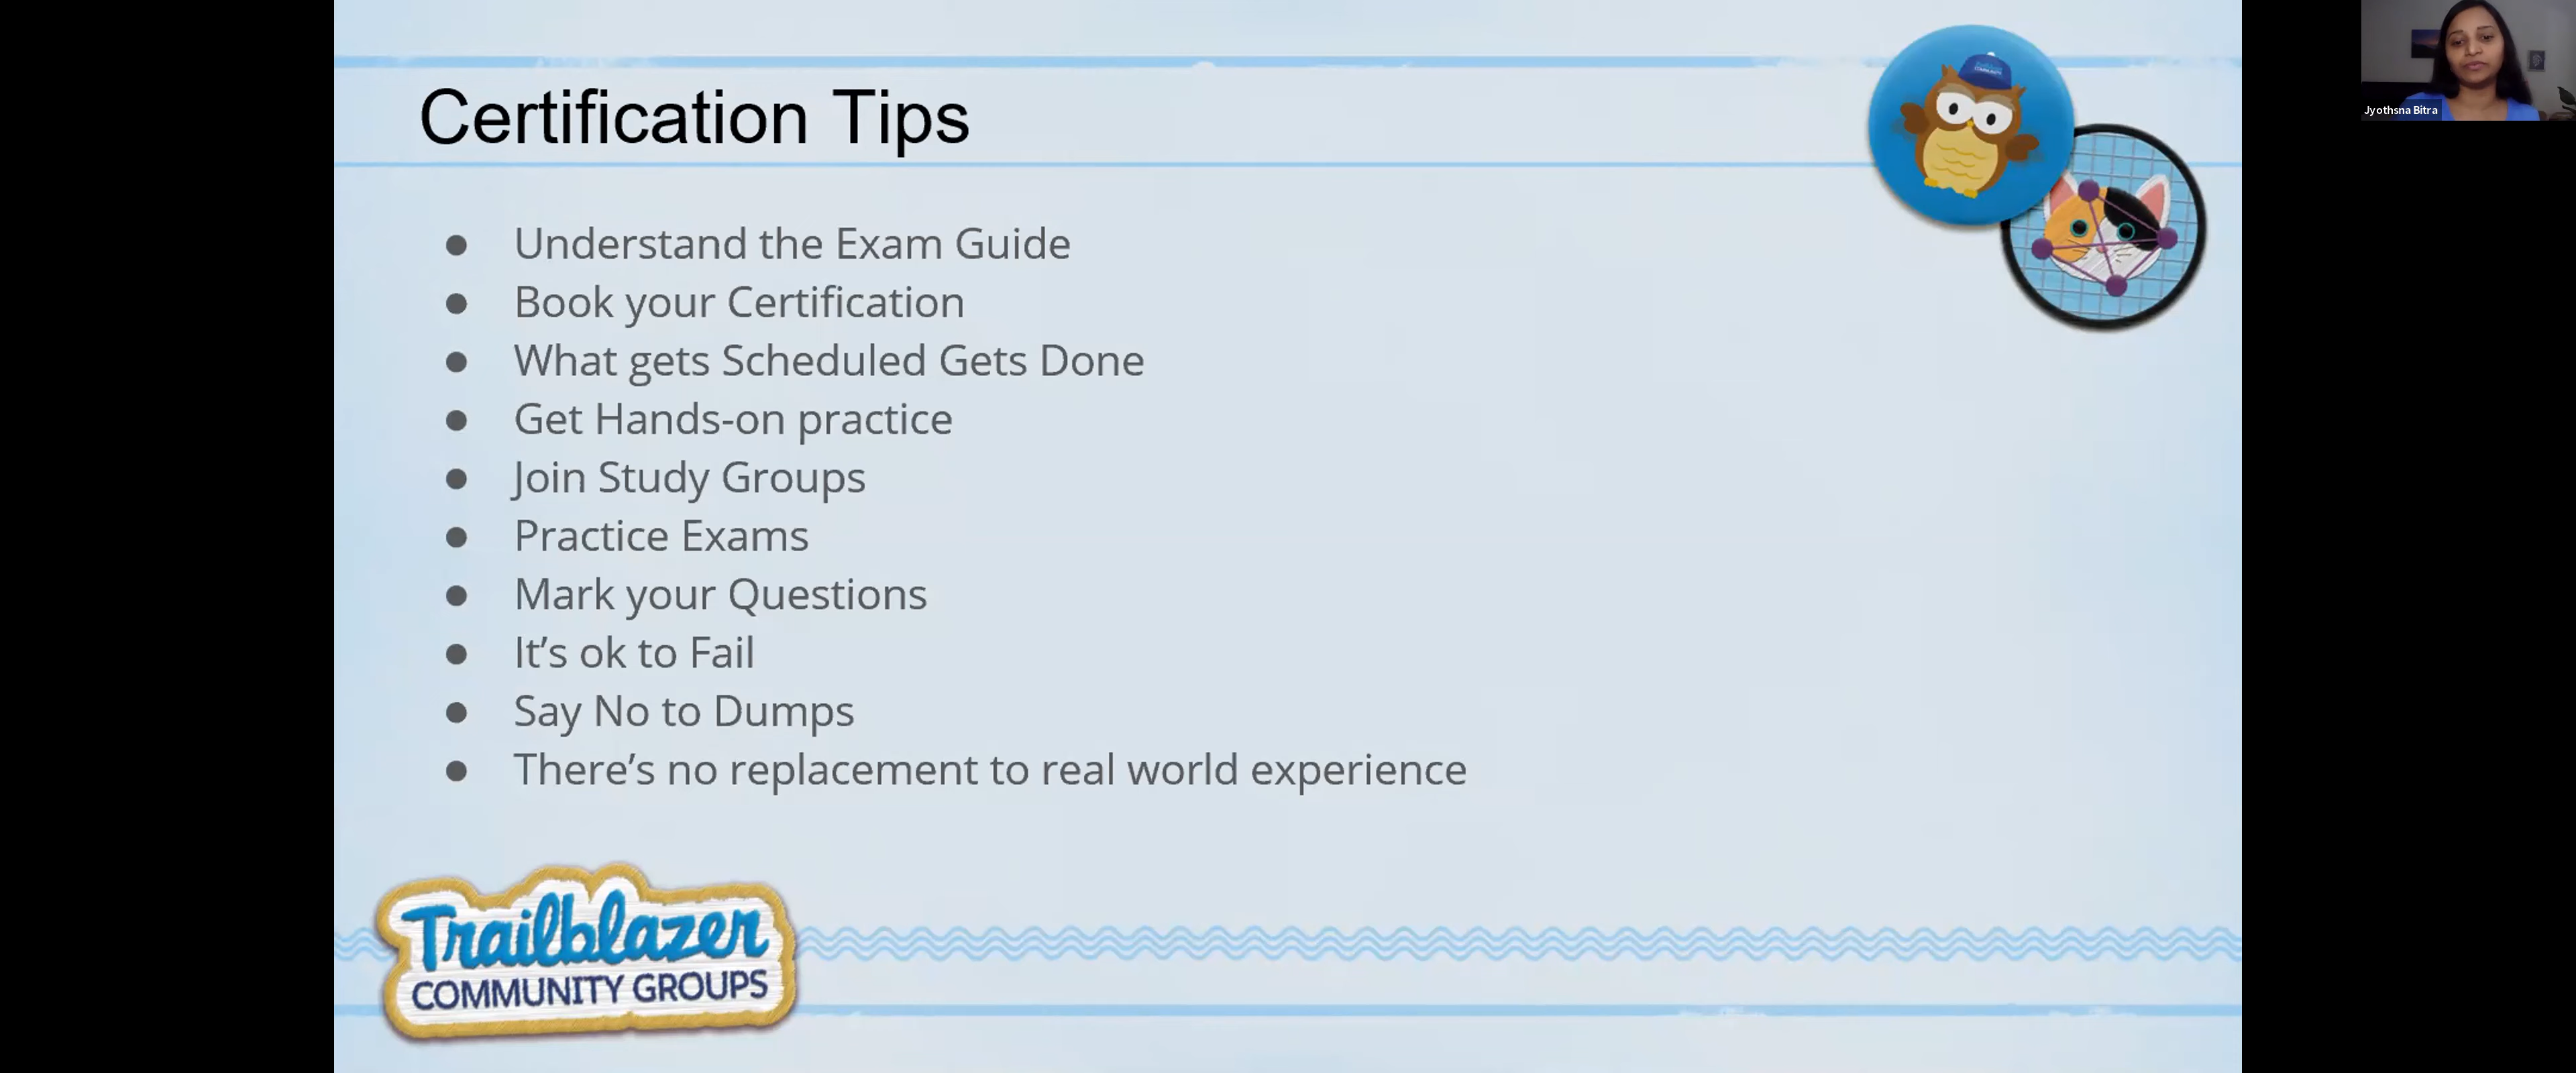 Certification Tips
Understand the Exam Guide
Book your Certification
What gets Scheduled Gets Done
Get Hands-on practice
Join Study Groups
Practice Exams
Mark your Questions
It's ok to Fail
Say No to Dumps
There's no replacement to real world experience
Trailblazer
COMMUNITY GROUPS
Jyothsna Bitra